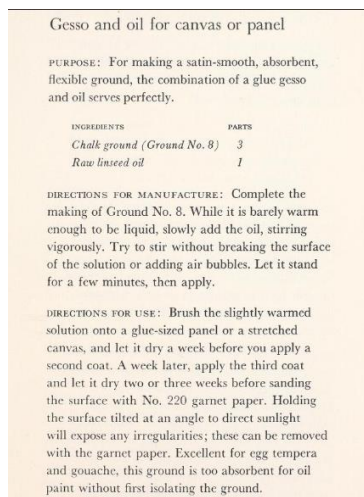 Gesso and oil for canvas or panel
PURPOSE: For making a satin-smooth, absorbent,
flexible ground, the combination of a glue gesso
and oil serves perfectly.
INGREDIENTS PARTS
Chalk ground (Ground No. 8) 3
Raw linseed oil 1
DIRECTIONS FOR MANUFACTURE: Complete the
making of Ground No. 8. While it is barely warm
enough to be liquid, slowly add the oil, stirring
vigorously. Try to stir without breaking the surface
of the solution or adding air bubbles. Let it stand
for a few minutes, then apply.
DIRECTIONS FOR USE: Brush the slightly warmed
solution onto a glue-sized panel or a stretched
canvas, and let it dry a week before you apply a
second coat. A week later, apply the third coat
and let it dry two or three weeks before sanding
the surface with No. 220 garnet paper. Holding
the surface tilted at an angle to direct sunlight
will expose any irregularities; these can be removed
with the garnet paper. Excellent for egg tempera
and gouache, this ground is too absorbent for oil
paint without first isolating the ground.